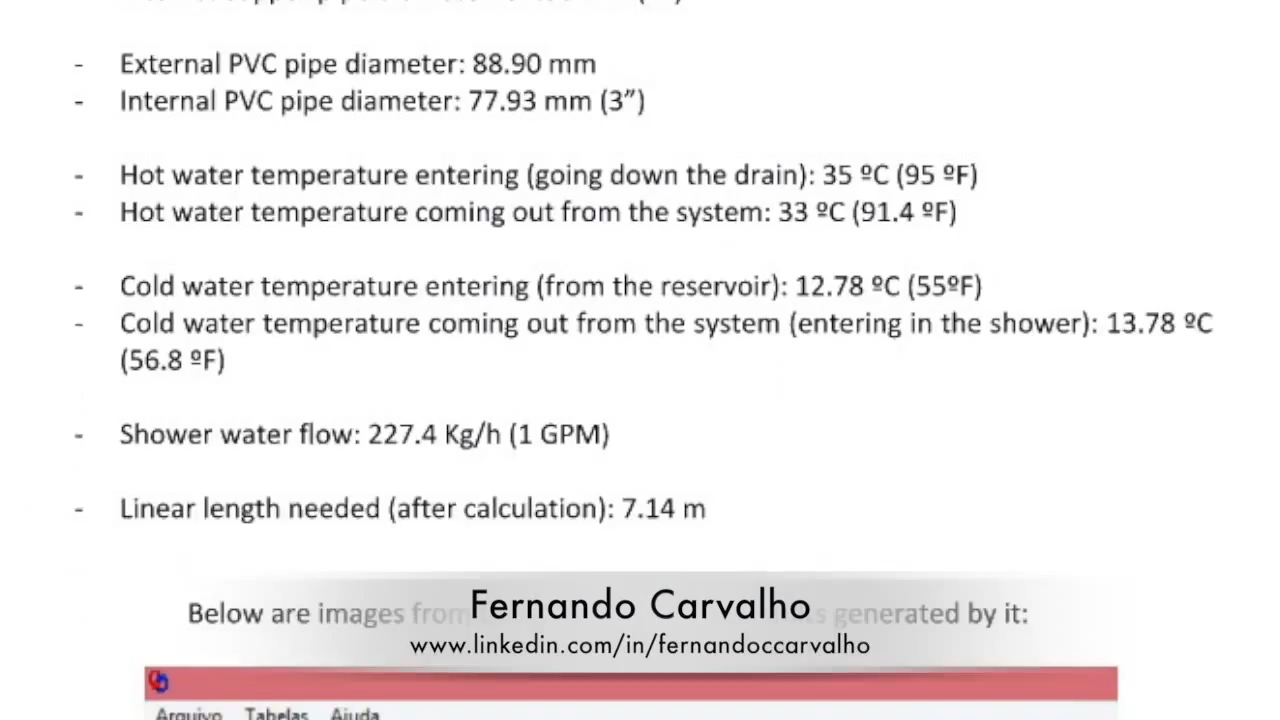 - External PVC pipe diameter: 88.90 mm
- Internal PVC pipe diameter: 77.93 mm (3”)
- Hot water temperature entering (going down the drain): 35 ºC (95 ºF)
- Hot water temperature coming out from the system: 33 ºC (91.4 ºF)
- Cold water temperature entering (from the reservoir): 12.78 ºC (55ºF)
- Cold water temperature coming out from the system (entering in the shower): 13.78 ºC
(56.8 ºF)
- Shower water flow: 227.4 Kg/h (1 GPM)
- Linear length needed (after calculation): 7.14 m
Below are images from generated by it:
Fernando Carvalho
www.linkedin.com/in/fernandoccarvalho
Arquivo Tabelas Ajuda